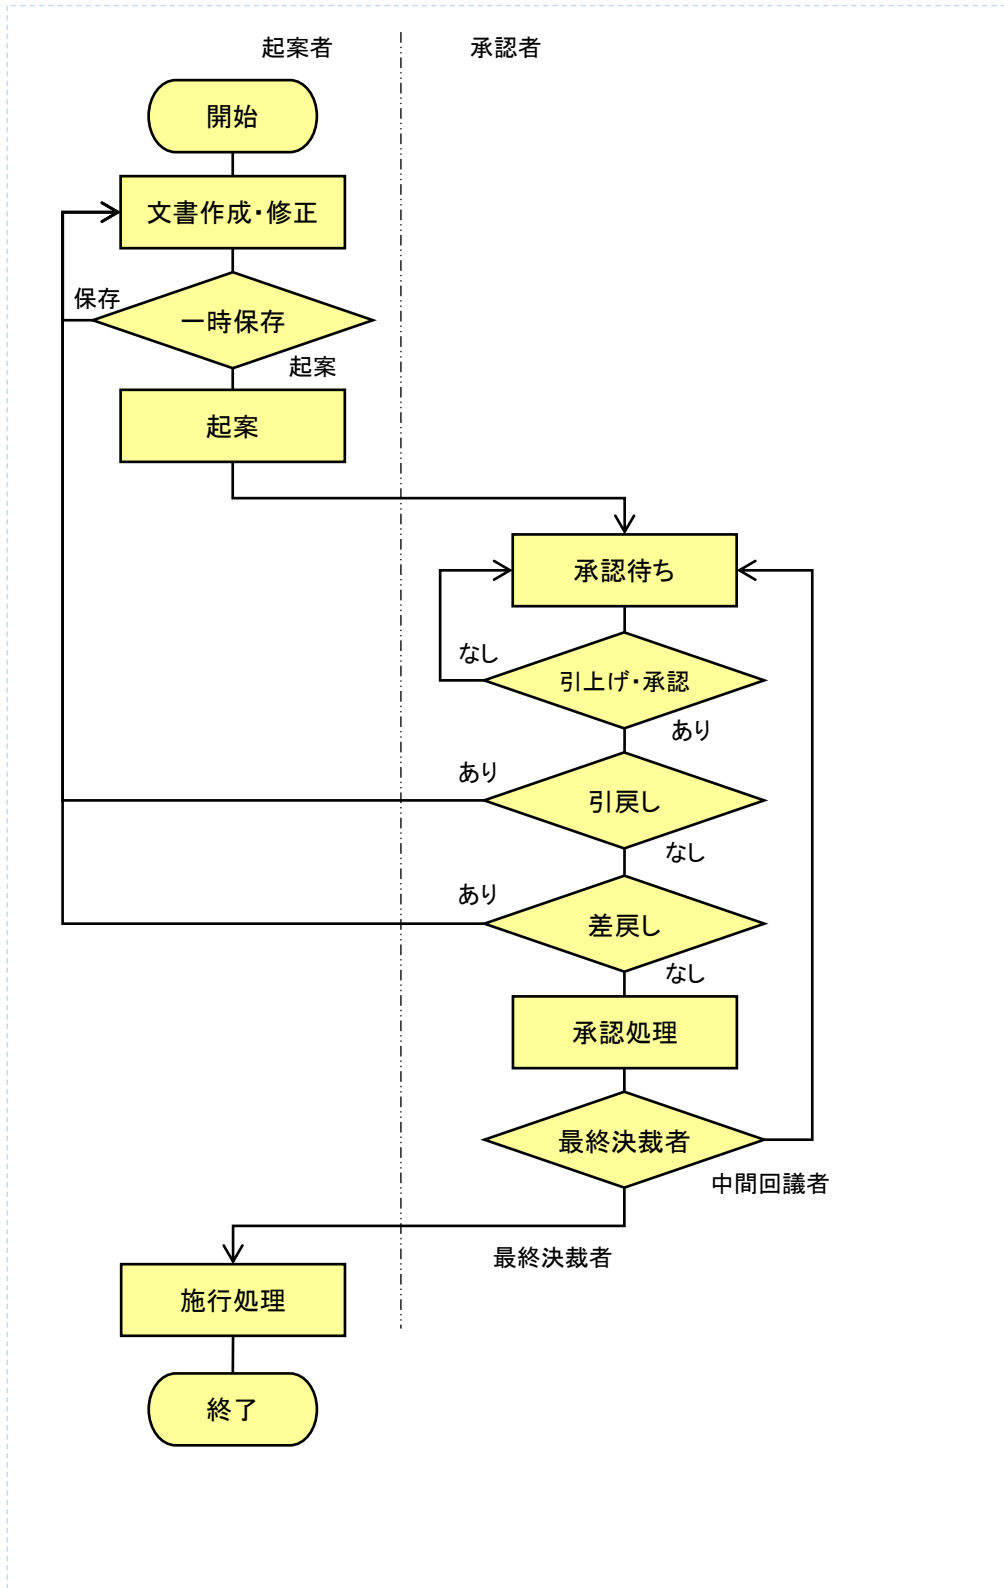 起案者
承認者
開始
文書作成・修正
保存
一時保存
起案
起案
承認待ち
なし
引上げ・承認
あり
あり
引戻し
なし
あり
差戻し
なし
承認処理
最終決裁者
中間回議者
最終決裁者
施行処理
終了